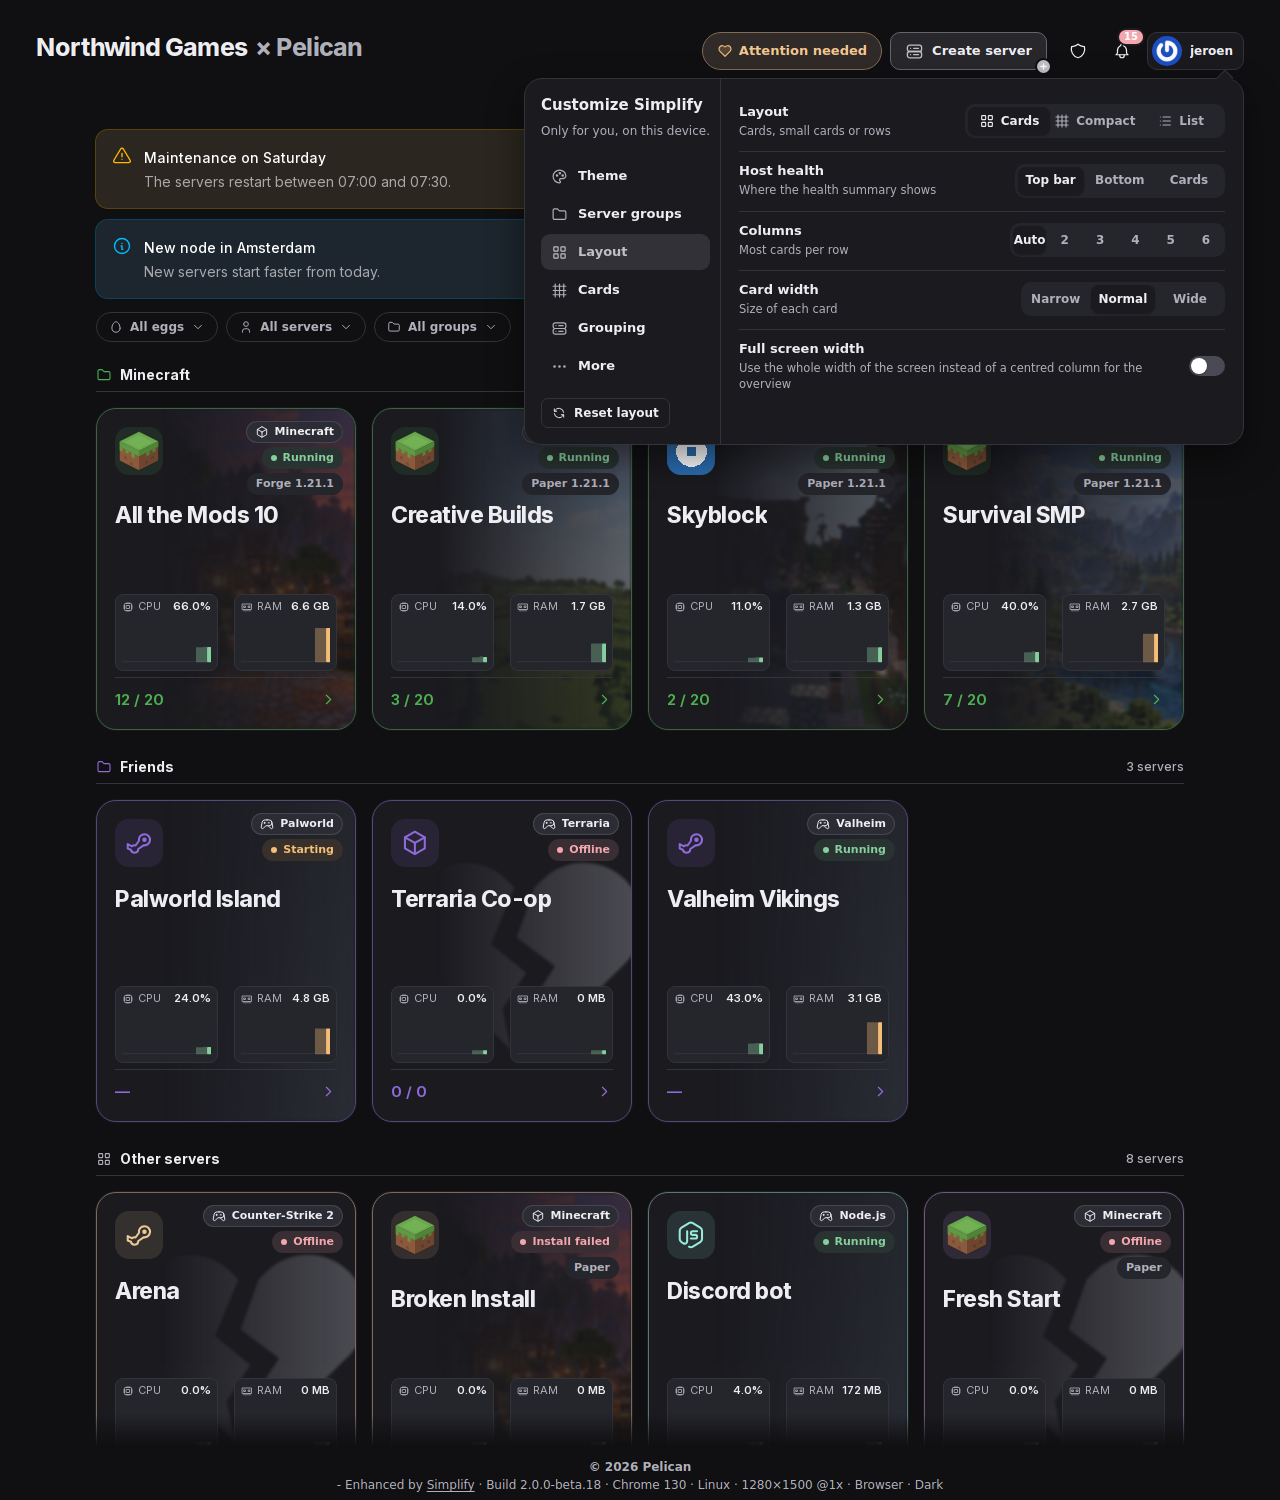 Northwind Games × Pelican
Attention needed
Create server
15
jeroen
Customize Simplify
Only for you, on this device.
Theme
Server groups
Layout
Cards
Grouping
More
Reset layout
Layout
Cards, small cards or rows
Cards
Compact
List
Host health
Where the health summary shows
Top bar
Bottom
Cards
Columns
Most cards per row
Auto
2
3
4
5
6
Card width
Size of each card
Narrow
Normal
Wide
Full screen width
Use the whole width of the screen instead of a centred column for the
overview
Maintenance on Saturday
The servers restart between 07:00 and 07:30.
New node in Amsterdam
New servers start faster from today.
All eggs
All servers
All groups
Minecraft
Minecraft
Running
Forge 1.21.1
All the Mods 10
CPU 66.0%
RAM 6.6 GB
12 / 20
Running
Paper 1.21.1
Creative Builds
CPU 14.0%
RAM 1.7 GB
3 / 20
Running
Paper 1.21.1
Skyblock
CPU 11.0%
RAM 1.3 GB
2 / 20
Running
Paper 1.21.1
Survival SMP
CPU 40.0%
RAM 2.7 GB
7 / 20
Friends
3 servers
Palworld
Starting
Palworld Island
CPU 24.0%
RAM 4.8 GB
—
Terraria
Offline
Terraria Co-op
CPU 0.0%
RAM 0 MB
0 / 0
Valheim
Running
Valheim Vikings
CPU 43.0%
RAM 3.1 GB
—
Other servers
8 servers
Counter-Strike 2
Offline
Arena
CPU 0.0%
RAM 0 MB
Minecraft
Install failed
Paper
Broken Install
CPU 0.0%
RAM 0 MB
Node.js
Running
JS
Discord bot
CPU 4.0%
RAM 172 MB
Minecraft
Offline
Paper
Fresh Start
CPU 0.0%
RAM 0 MB
© 2026 Pelican
- Enhanced by Simplify · Build 2.0.0-beta.18 · Chrome 130 · Linux · 1280×1500 @1x · Browser · Dark